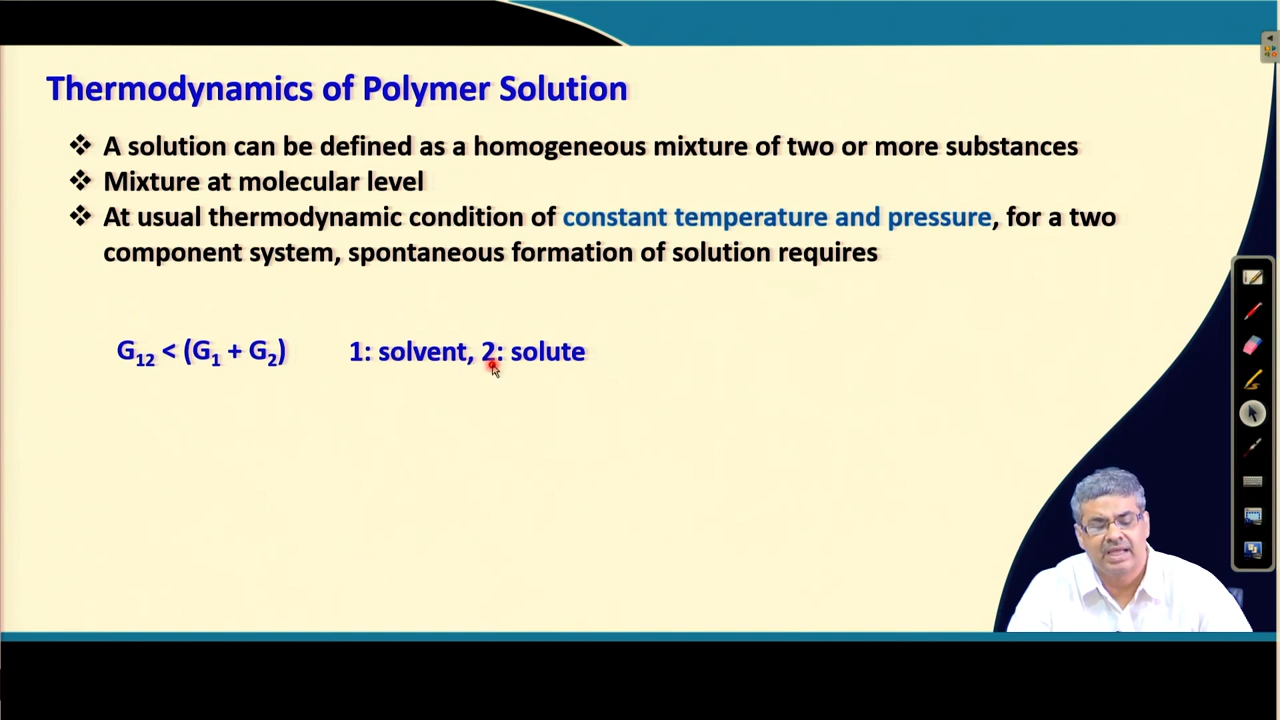 Thermodynamics of Polymer Solution
❖ A solution can be defined as a homogeneous mixture of two or more substances
❖ Mixture at molecular level
❖ At usual thermodynamic condition of constant temperature and pressure, for a two
component system, spontaneous formation of solution requires
G₁₂ < (G₁ + G₂) 1: solvent, 2: solute